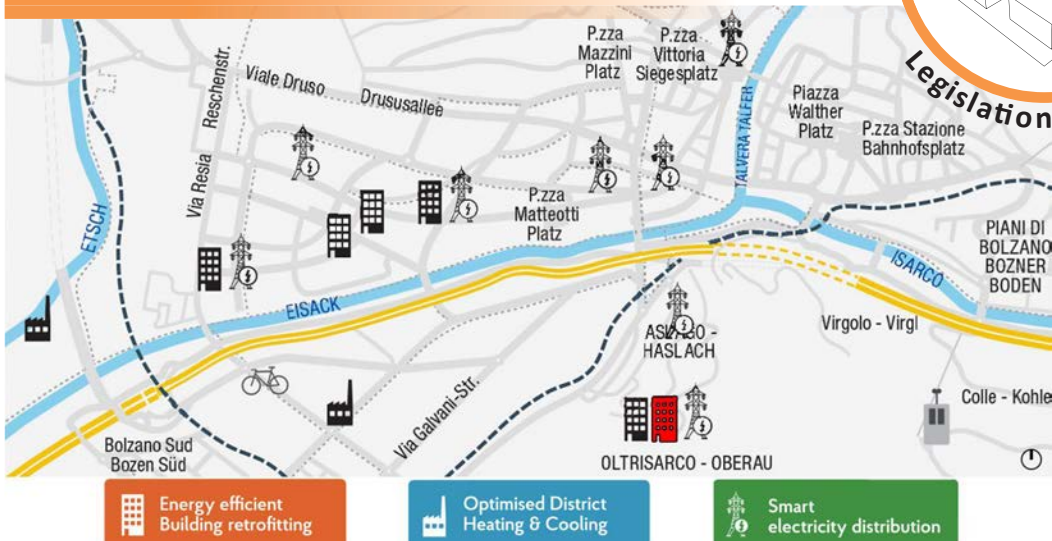 Legislation
P.zza
Mazzini
Platz
P.zza
Vittoria
Siegesplatz
Viale Druso
Drususallee
Reschenstr.
Via Resia
Piazza
Walther
Platz
P.zza Stazione
Bahnhofsplatz
TALVERA TALFER
ETSCH
P.zza
Matteotti
Platz
PIANI DI
BOLZANO
BOZNER
BODEN
ISARCO
EISACK
Virgolo - Virgl
ASLAGO -
HASLACH
Colle - Kohle
Via Galvani-Str.
Bolzano Sud
Bozen Süd
OLTRISARCO - OBERAU
Energy efficient
Building retrofitting
Optimised District
Heating & Cooling
Smart
electricity distribution